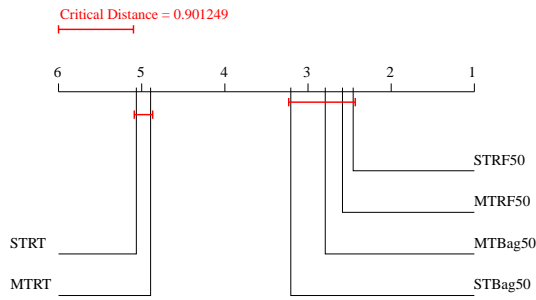 Critical Distance = 0.901249
6 5 4 3 2 1
STRF50
MTRF50
STRT MTBag50
MTRT STBag50